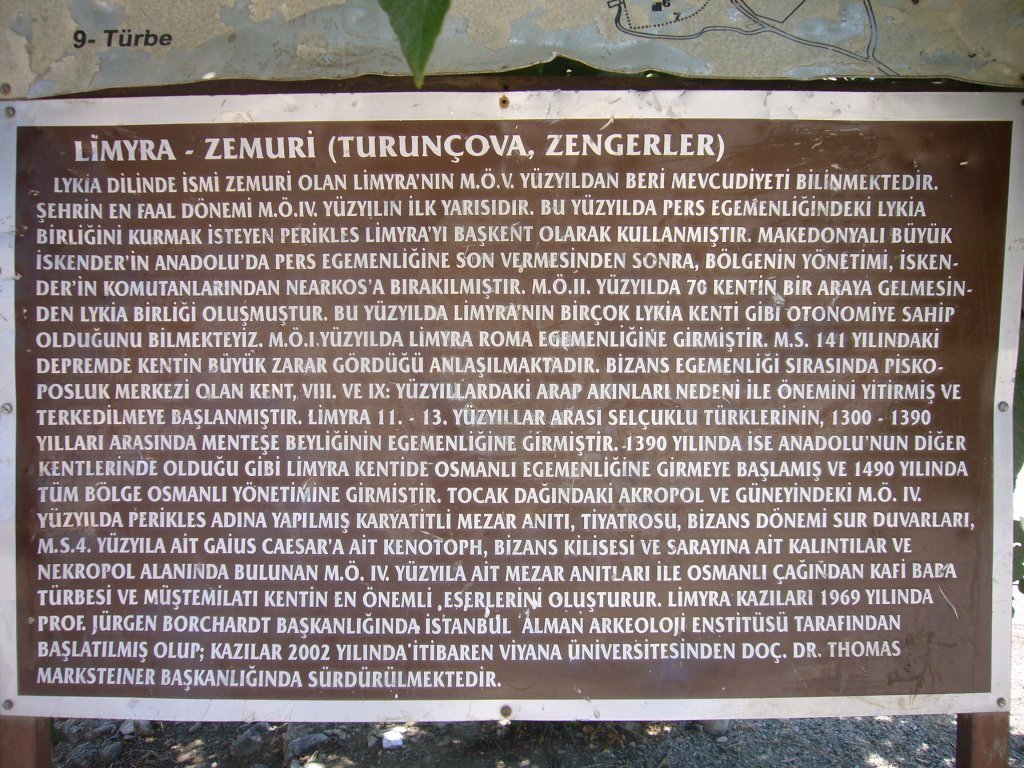 9- Türbe
6
7
LİMYRA - ZEMURİ (TURUNÇOVA, ZENGERLER)
LYKİA DİLİNDE İSMİ ZEMURİ OLAN LİMYRA'NIN M.Ö.V. YÜZYILDAN BERİ MEVCUDİYETİ BİLİNMEKTEDİR.
ŞEHRİN EN FAAL DÖNEMİ M.Ö.IV. YÜZYILIN İLK YARISIDIR. BU YÜZYILDA PERS EGEMENLİĞİNDEKİ LYKİA
BİRLİĞİNİ KURMAK İSTEYEN PERİKLES LİMYRA'YI BAŞKENT OLARAK KULLANMIŞTIR. MAKEDONYALI BÜYÜK
İSKENDER'İN ANADOLU'DA PERS EGEMENLİĞİNE SON VERMESİNDEN SONRA, BÖLGENİN YÖNETİMİ, İSKEN-
DER'İN KOMUTANLARINDAN NEARKOS'A BIRAKILMIŞTIR. M.Ö.II. YÜZYILDA 70 KENTİN BİR ARAYA GELMESİN-
DEN LYKİA BİRLİĞİ OLUŞMUŞTUR. BU YÜZYILDA LİMYRA'NIN BİRÇOK LYKİA KENTİ GİBİ OTONOMİYE SAHİP
OLDUĞUNU BİLMEKTEYİZ. M.Ö.I.YÜZYILDA LİMYRA ROMA EGEMENLİĞİNE GİRMİŞTİR. M.S. 141 YILINDAKİ
DEPREMDE KENTİN BÜYÜK ZARAR GÖRDÜĞÜ ANLAŞILMAKTADIR. BİZANS EGEMENLİĞİ SIRASINDA PİSKO-
POSLUK MERKEZİ OLAN KENT, VIII. VE IX: YÜZYILLARDAKİ ARAP AKINLARI NEDENİ İLE ÖNEMİNİ YİTİRMİŞ VE
TERKEDİLMEYE BAŞLANMIŞTIR. LİMYRA 11. - 13. YÜZYILLAR ARASI SELÇUKLU TÜRKLERİNİN, 1300 - 1390
YILLARI ARASINDA MENTEŞE BEYLİĞİNİN EGEMENLİĞİNE GİRMİŞTİR. 1390 YILINDA İSE ANADOLU'NUN DİĞER
KENTLERİNDE OLDUĞU GİBİ LİMYRA KENTİDE OSMANLI EGEMENLİĞİNE GİRMEYE BAŞLAMIŞ VE 1490 YILINDA
TÜM BÖLGE OSMANLI YÖNETİMİNE GİRMİSTİR. TOCAK DAĞINDAKİ AKROPOL VE GÜNEYİNDEKİ M.Ö. IV.
YÜZYILDA PERİKLES ADINA YAPILMIŞ KARYATİTLİ MEZAR ANITI, TİYATROSU, BİZANS DÖNEMİ SUR DUVARLARI,
M.S.4. YÜZYILA AİT GAIUS CAESAR'A AİT KENOTOPH, BİZANS KİLİSESİ VE SARAYINA AİT KALINTILAR VE
NEKROPOL ALANINDA BULUNAN M.Ö. IV. YÜZYILA AİT MEZAR ANITLARI İLE OSMANLI ÇAĞINDAN KAFİ BABA
TÜRBESİ VE MÜŞTEMİLATI KENTİN EN ÖNEMLİ ESERLERİNİ OLUŞTURUR. LİMYRA KAZILARI 1969 YILINDA
PROF. JÜRGEN BORCHARDT BAŞKANLIĞINDA İSTANBUL ALMAN ARKEOLOJİ ENSTİTÜSÜ TARAFINDAN
BAŞLATILMIŞ OLUP; KAZILAR 2002 YILINDA İTİBAREN VİYANA ÜNİVERSİTESİNDEN DOÇ. DR. THOMAS
MARKSTEINER BAŞKANLIĞINDA SÜRDÜRÜLMEKTEDİR.